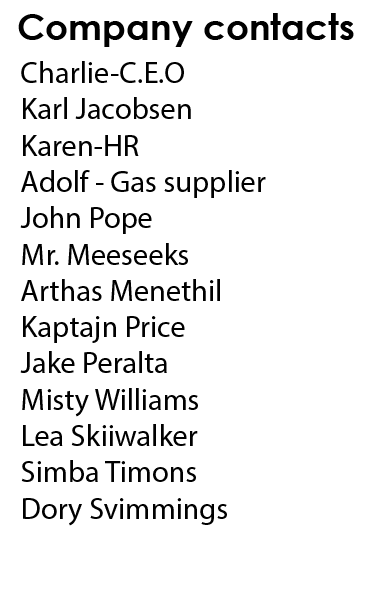 Company contacts
Charlie-C.E.O
Karl Jacobsen
Karen-HR
Adolf - Gas supplier
John Pope
Mr. Meeseeks
Arthas Menethil
Kaptajn Price
Jake Peralta
Misty Williams
Lea Skiiwalker
Simba Timons
Dory Svimmings